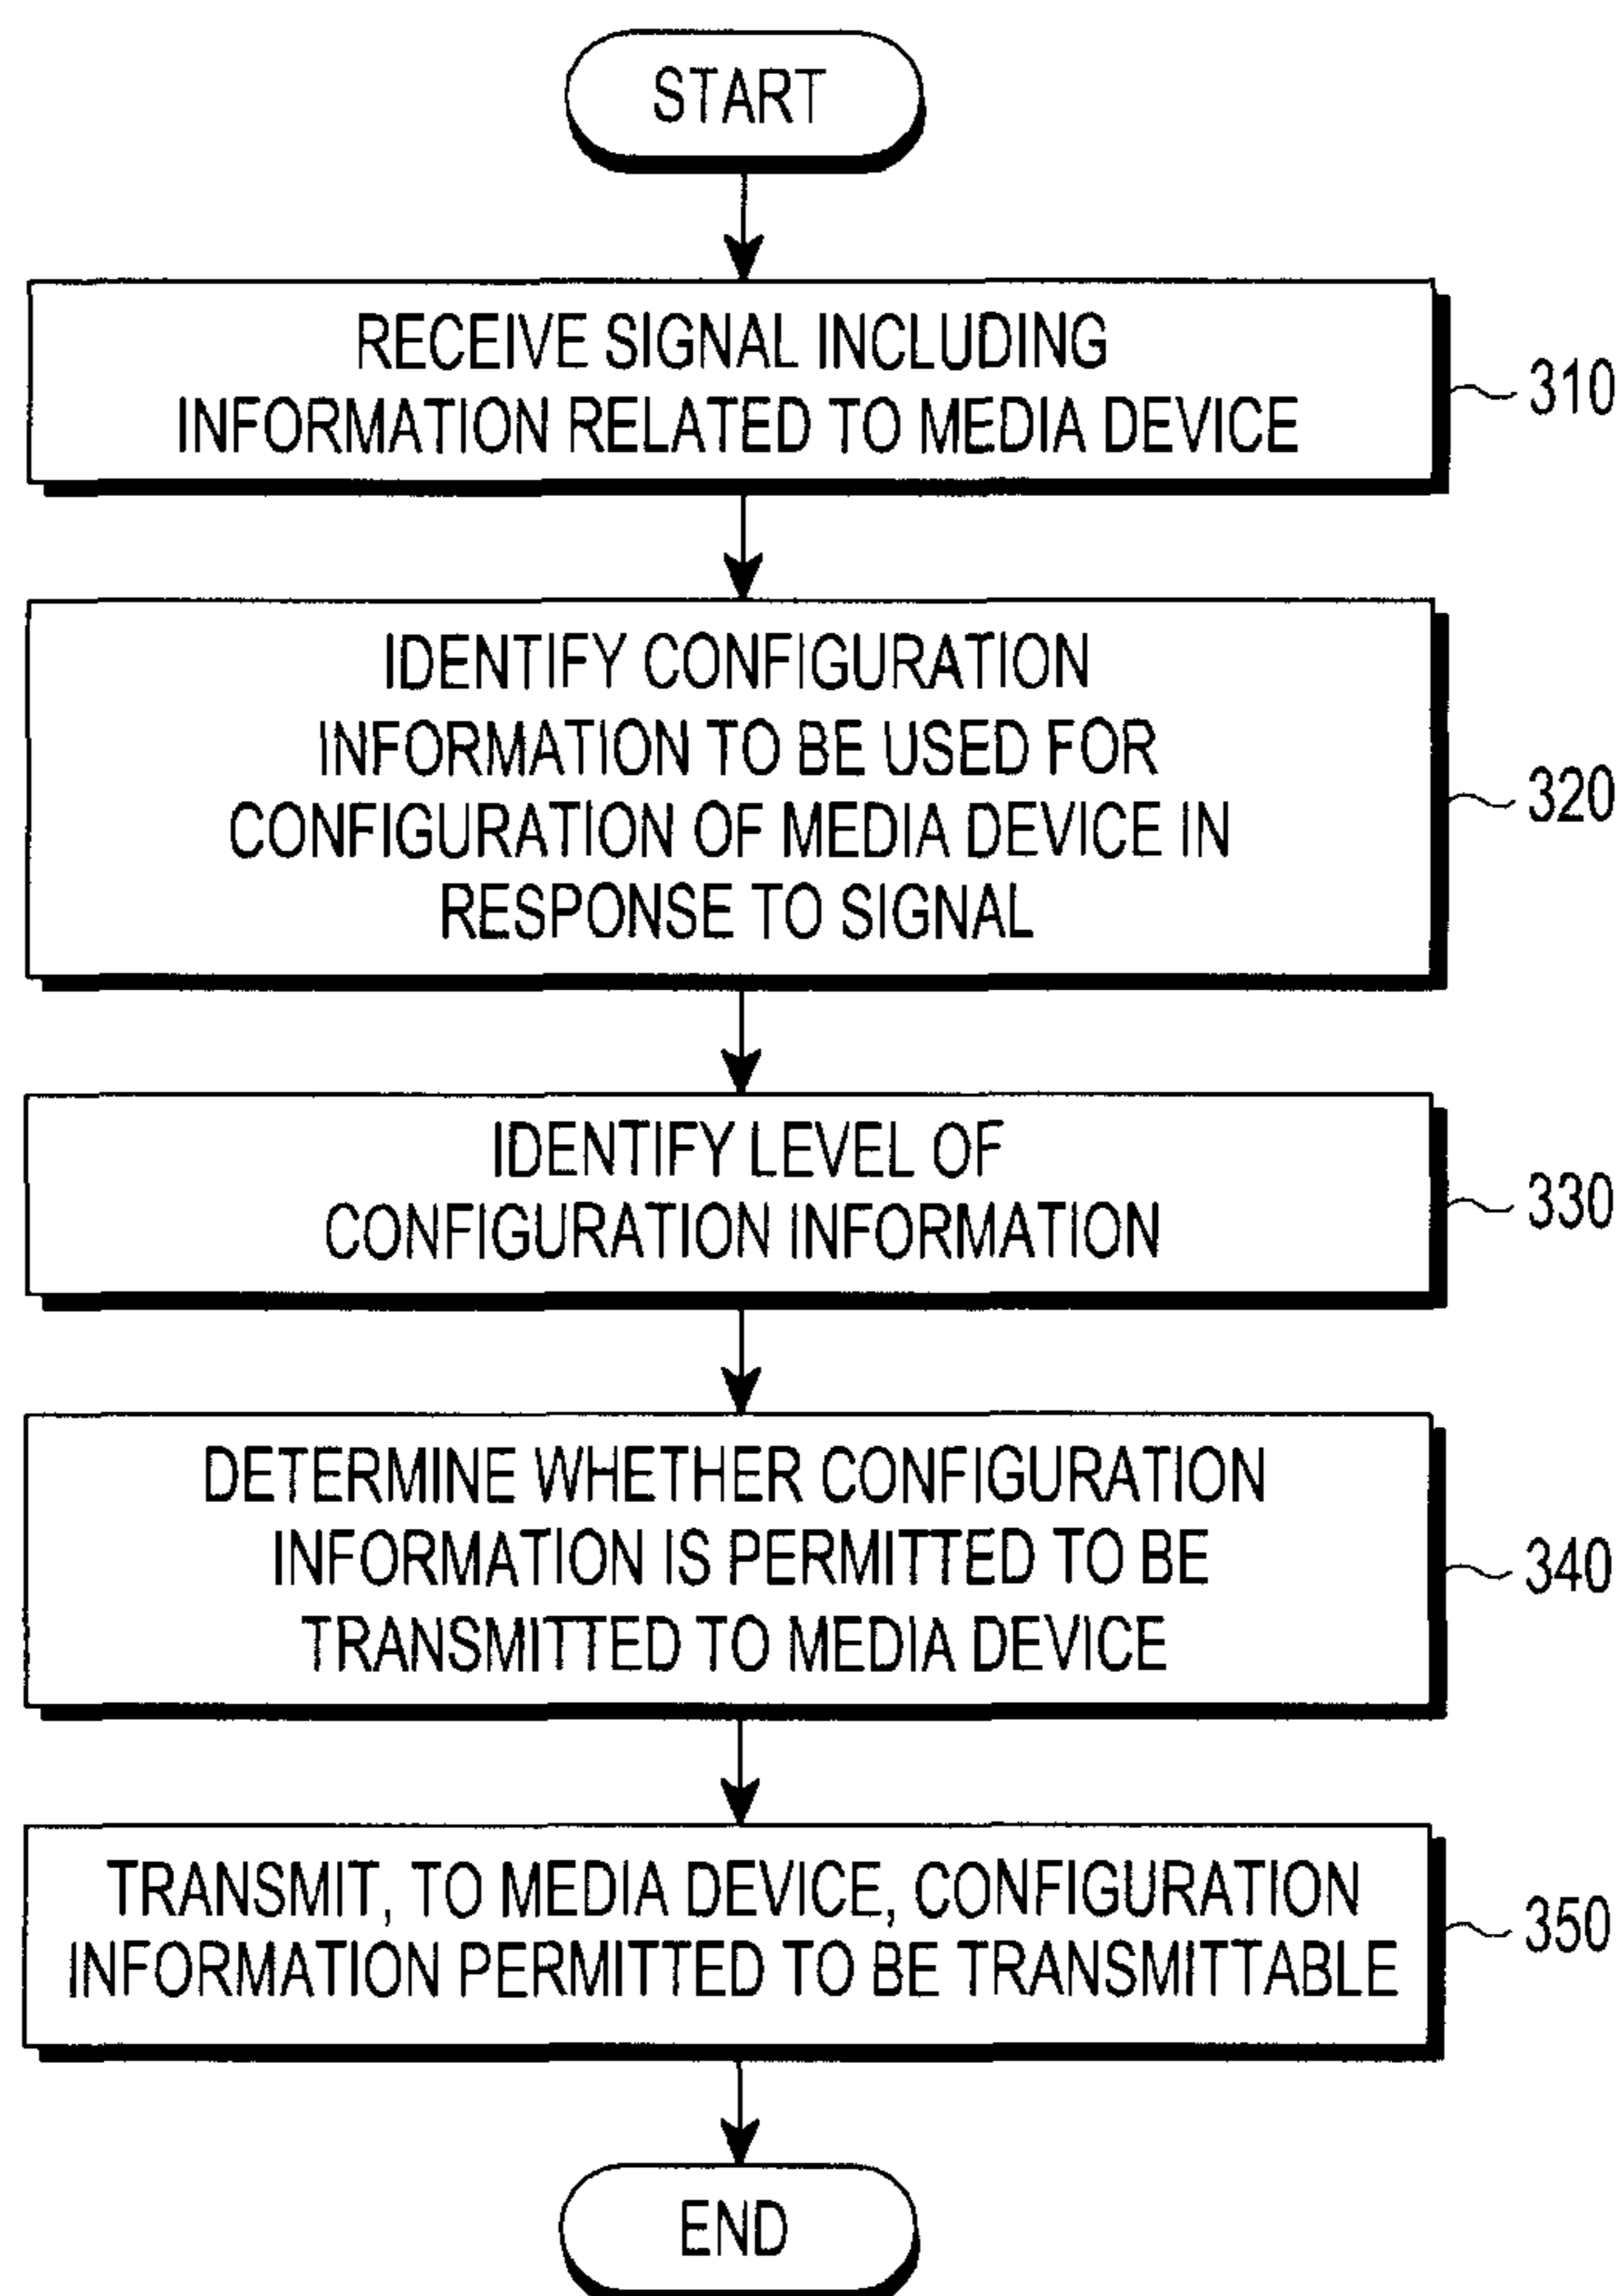 START
RECEIVE SIGNAL INCLUDING
INFORMATION RELATED TO MEDIA DEVICE
310
IDENTIFY CONFIGURATION
INFORMATION TO BE USED FOR
CONFIGURATION OF MEDIA DEVICE IN
RESPONSE TO SIGNAL
320
IDENTIFY LEVEL OF
CONFIGURATION INFORMATION
330
DETERMINE WHETHER CONFIGURATION
INFORMATION IS PERMITTED TO BE
TRANSMITTED TO MEDIA DEVICE
340
TRANSMIT, TO MEDIA DEVICE, CONFIGURATION
INFORMATION PERMITTED TO BE TRANSMITTABLE
350
END